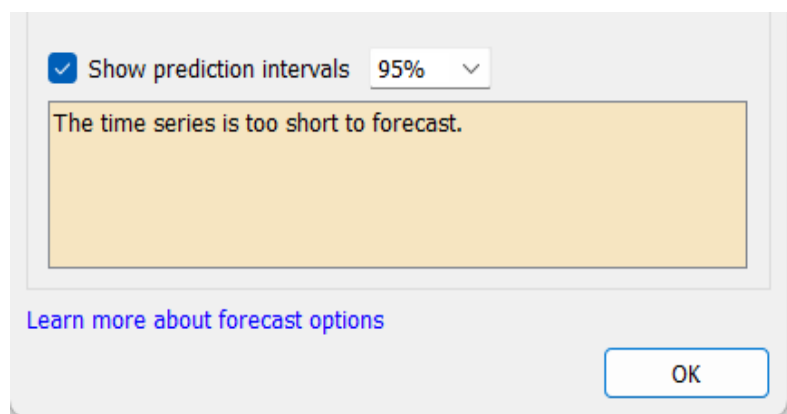 Show prediction intervals 95%
The time series is too short to forecast.
Learn more about forecast options
OK